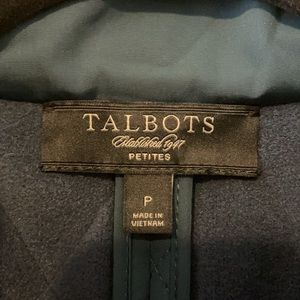 TALBOTS
Established 1947
PETITES
P
MADE IN
VIETNAM